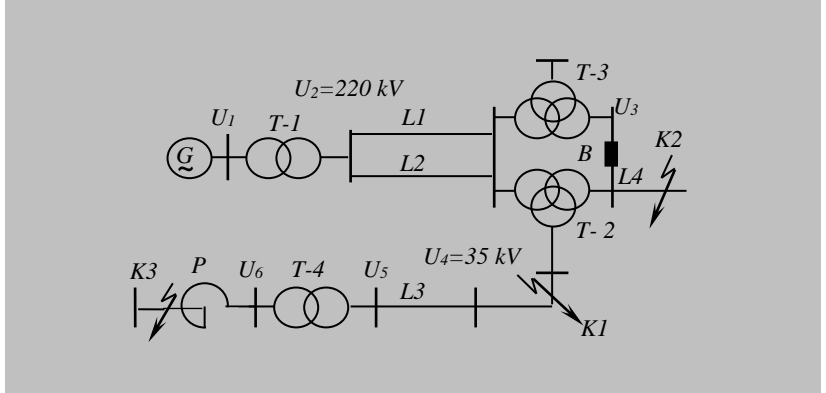 T-3
U2=220 kV
U3
U1
T-1
L1
K2
G
~
B
L2
L4
T- 2
U4=35 kV
K3
P
U6
T-4
U5
L3
K1